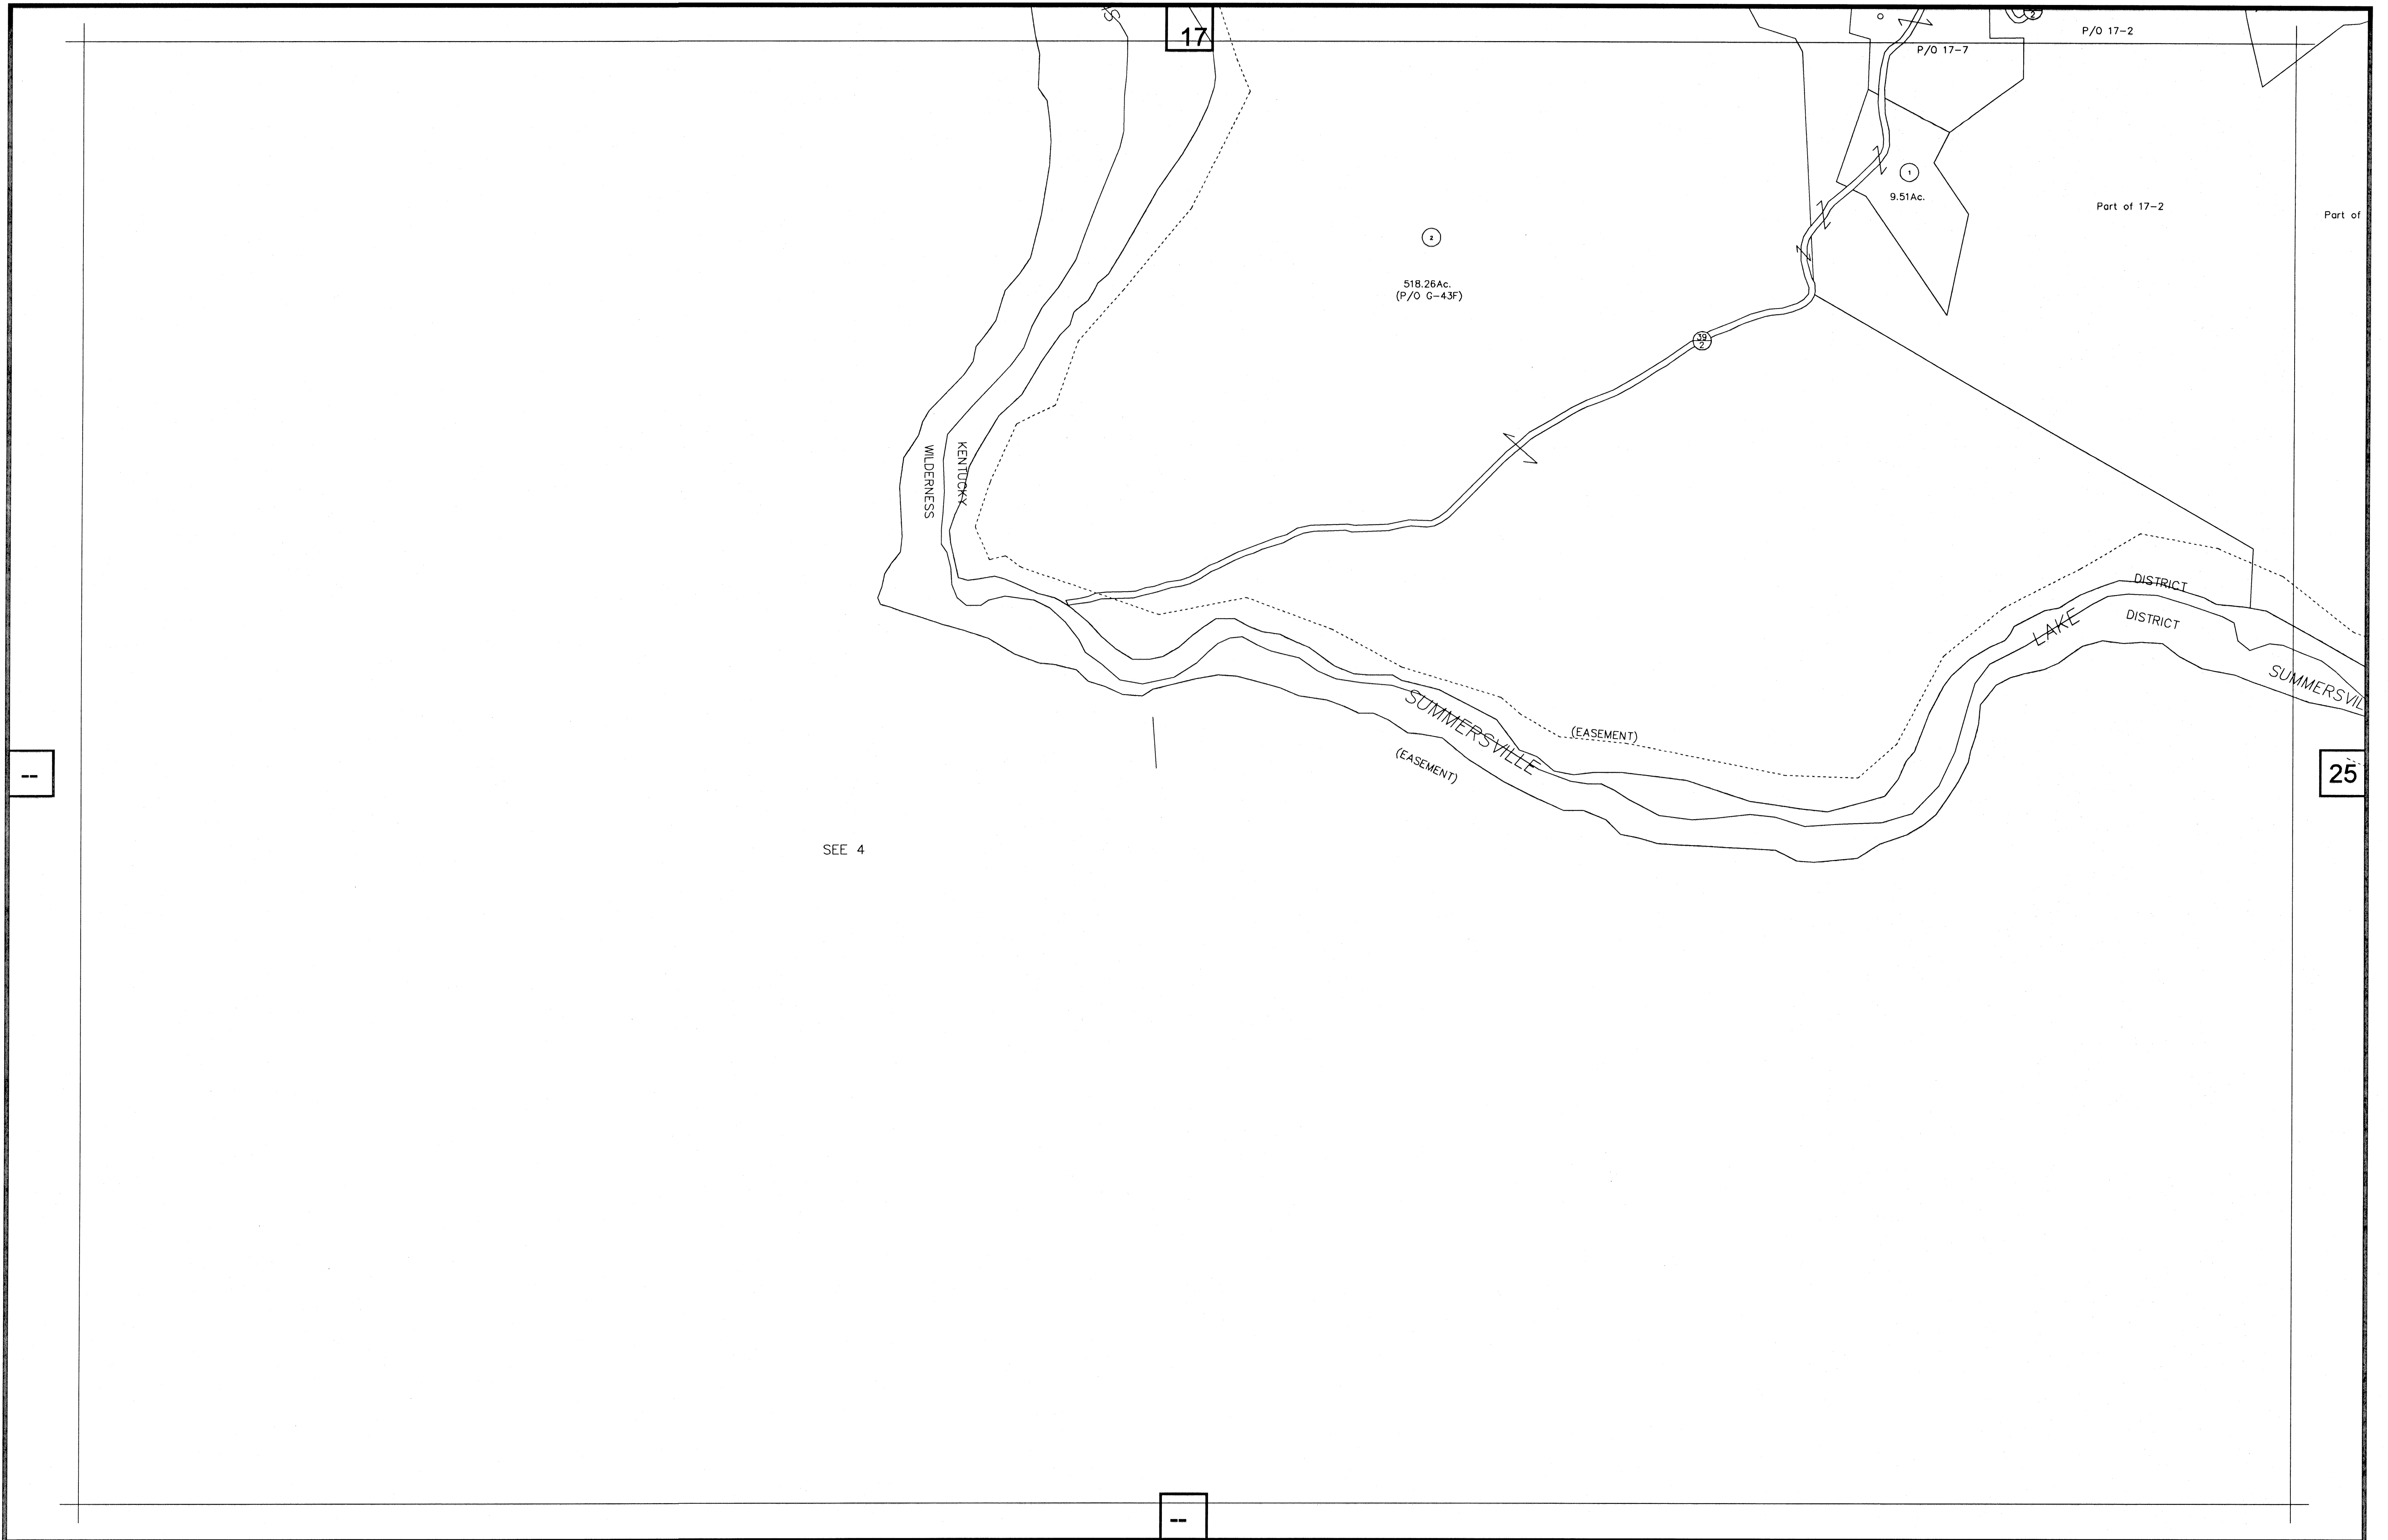 17
2
P/O 17-2
P/O 17-7
1
9.51Ac.
Part of 17-2
Part of
2
518.26Ac.
(P/O G-43F)
39
2
WILDERNESS
KENTUCKY
DISTRICT
DISTRICT
LAKE
SUMMERSVIL
SUMMERSVILLE
(EASEMENT)
(EASEMENT)
--
25
SEE 4
--